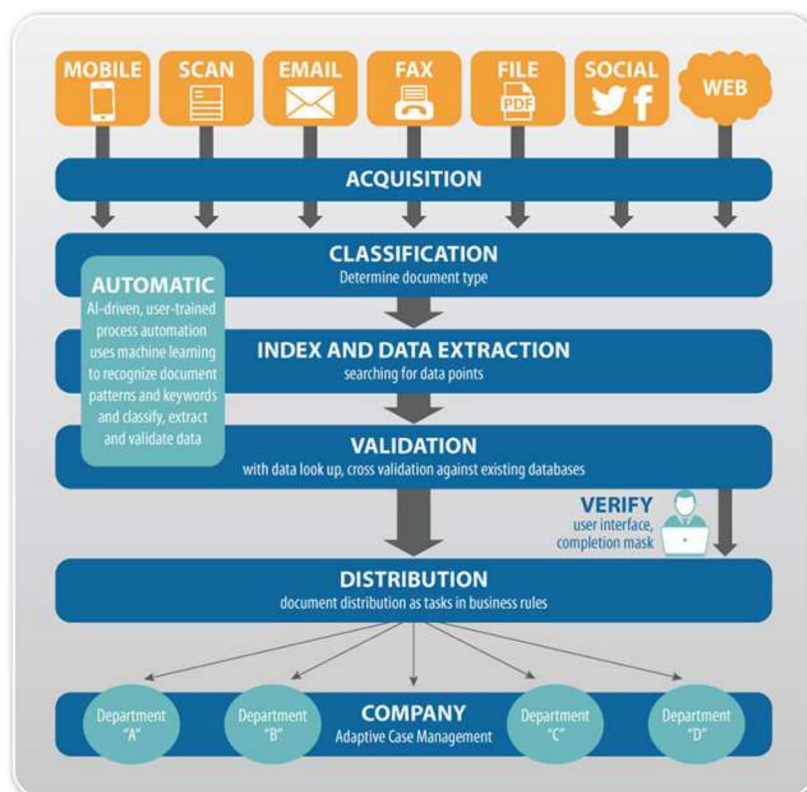 MOBILE
SCAN
EMAIL
FAX
FILE
PDF
SOCIAL
WEB
ACQUISITION
CLASSIFICATION
Determine document type
AUTOMATIC
AI-driven, user-trained
process automation
uses machine learning
to recognize document
patterns and keywords
and classify, extract
and validate data
INDEX AND DATA EXTRACTION
searching for data points
VALIDATION
with data look up, cross validation against existing databases
VERIFY
user interface,
completion mask
DISTRIBUTION
document distribution as tasks in business rules
Department
"A"
Department
"B"
COMPANY
Adaptive Case Management
Department
"C"
Department
"D"